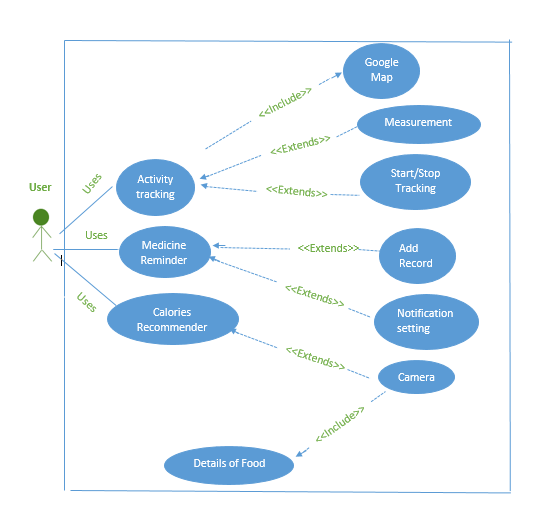 Google
Map
<<Include>>
Measurement
<<Extends>>
Start/Stop
Tracking
<<Extends>>
Activity
tracking
Uses
User
Uses
Medicine
Reminder
<<Extends>>
Add
Record
<<Extends>>
Notification
setting
Uses
Calories
Recommender
<<Extends>>
Camera
<<Include>>
Details of Food